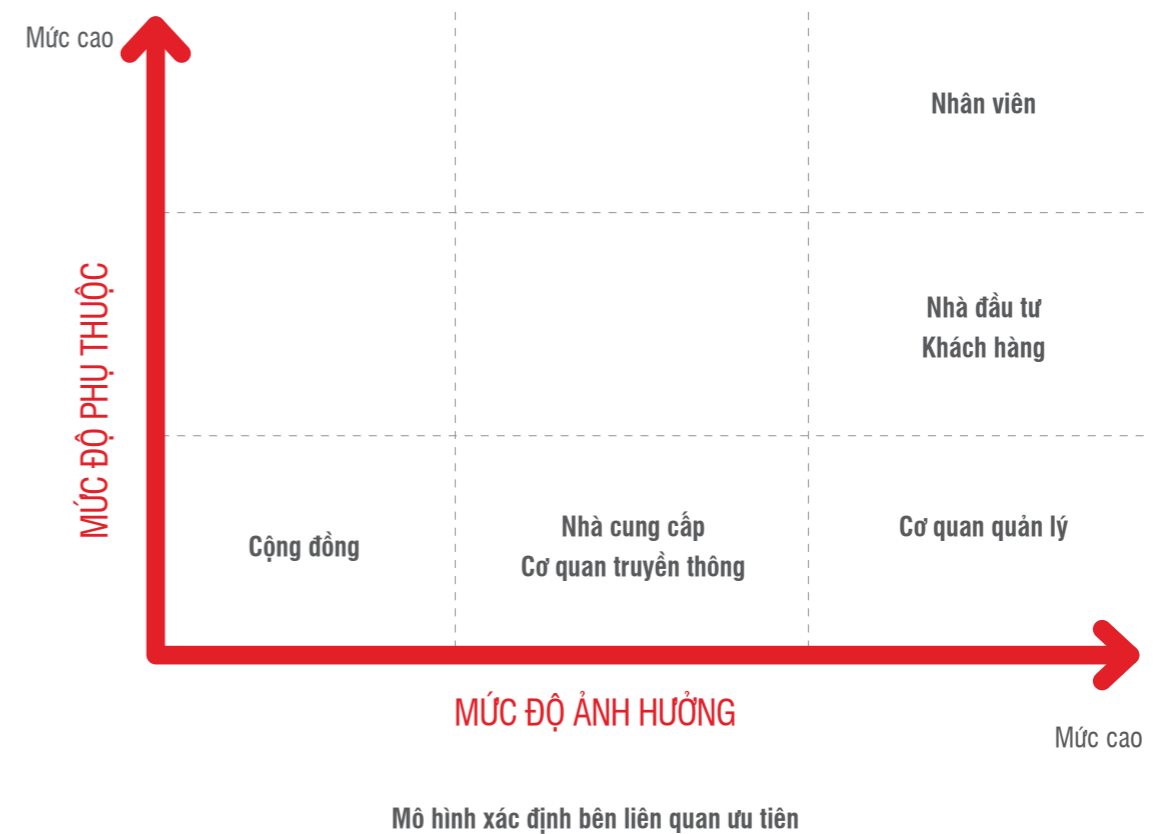 Mức cao
Nhân viên
MỨC ĐỘ PHỤ THUỘC
Nhà đầu tư
Khách hàng
Cộng đồng
Nhà cung cấp
Cơ quan truyền thông
Cơ quan quản lý
MỨC ĐỘ ẢNH HƯỞNG
Mức cao
Mô hình xác định bên liên quan ưu tiên